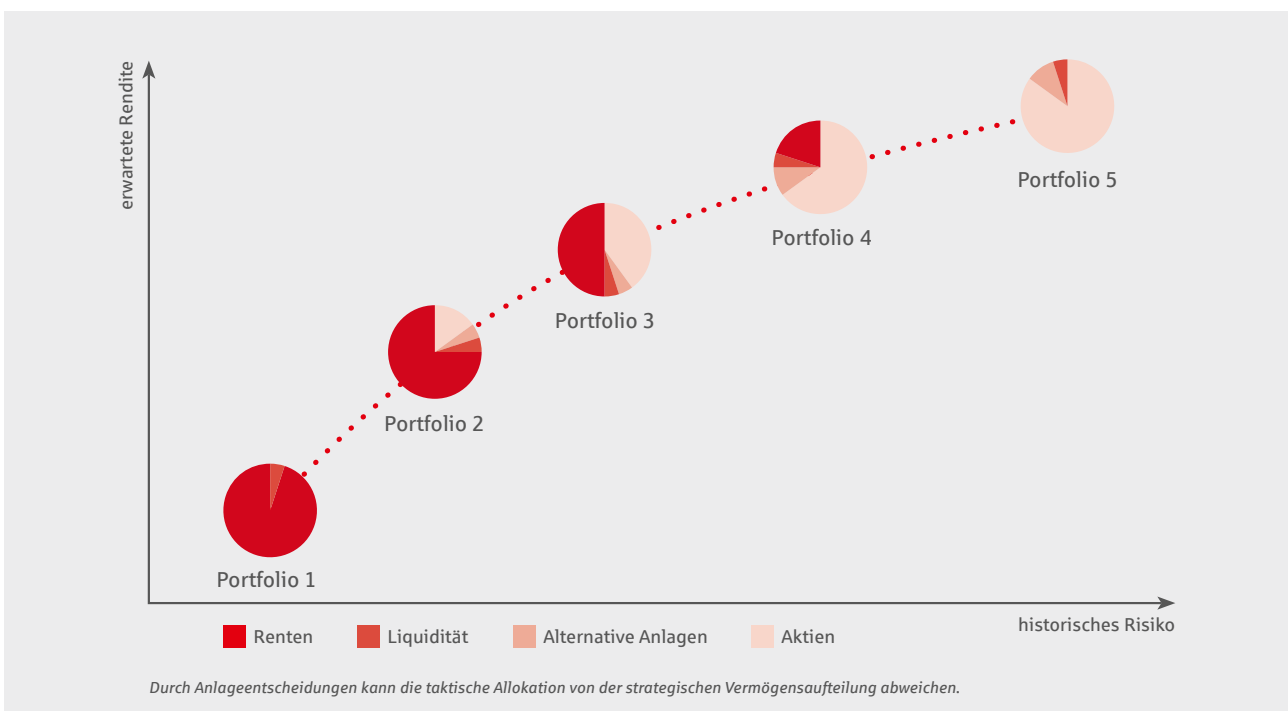 erwartete Rendite
Portfolio 5
Portfolio 4
Portfolio 3
Portfolio 2
Portfolio 1
historisches Risiko
Renten
Liquidität
Alternative Anlagen
Aktien
Durch Anlageentscheidungen kann die taktische Allokation von der strategischen Vermögensaufteilung abweichen.